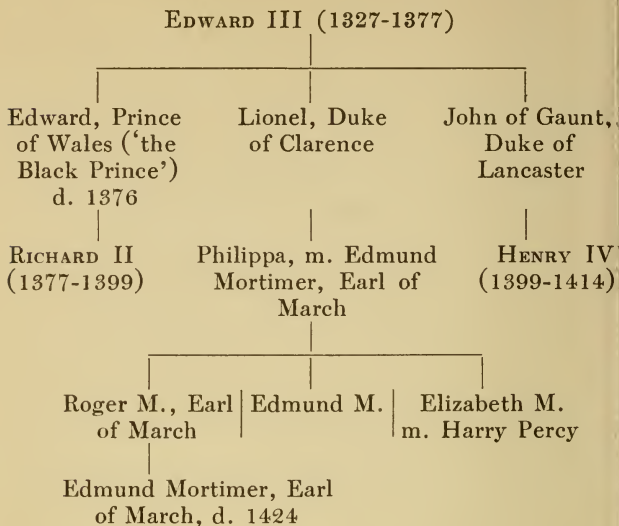 EDWARD III (1327-1377)
Edward, Prince
of Wales (‘the
Black Prince’)
d. 1376
Lionel, Duke
of Clarence
John of Gaunt,
Duke of
Lancaster
RICHARD II
(1377-1399)
Philippa, m. Edmund
Mortimer, Earl of
March
HENRY IV
(1399-1414)
Roger M., Earl
of March
Edmund M.
Elizabeth M.
m. Harry Percy
Edmund Mortimer, Earl
of March, d. 1424